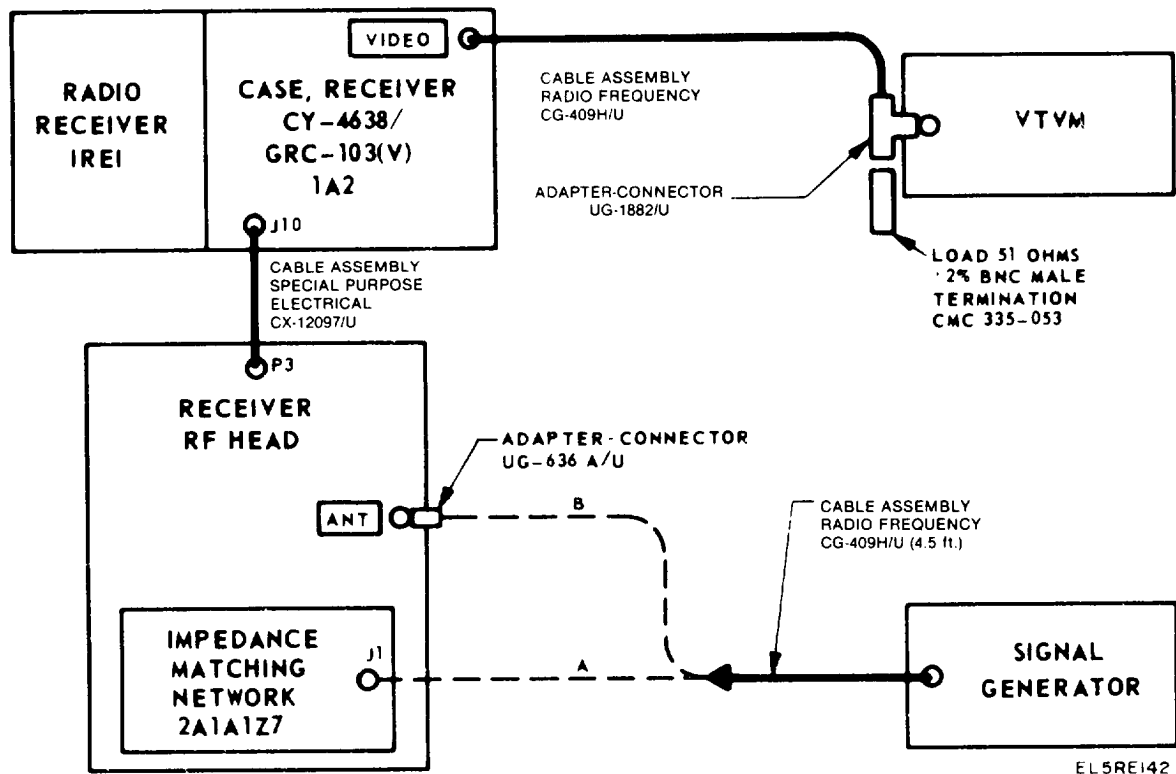 RADIO
RECEIVER
IREI
VIDEO
CASE, RECEIVER
CY-4638/
GRC-103(V)
1A2
J10
CABLE ASSEMBLY
RADIO FREQUENCY
CG-409H/U
VTVM
ADAPTER-CONNECTOR
UG-1882/U
LOAD 51 OHMS
2% BNC MALE
TERMINATION
CMC 335-053
CABLE ASSEMBLY
SPECIAL PURPOSE
ELECTRICAL
CX-12097/U
P3
RECEIVER
RF HEAD
ADAPTER-CONNECTOR
UG-636 A/U
ANT
B
CABLE ASSEMBLY
RADIO FREQUENCY
CG-409H/U (4.5 ft.)
IMPEDANCE
MATCHING
NETWORK
2A1A1Z7
J1
A
SIGNAL
GENERATOR
EL5RE142